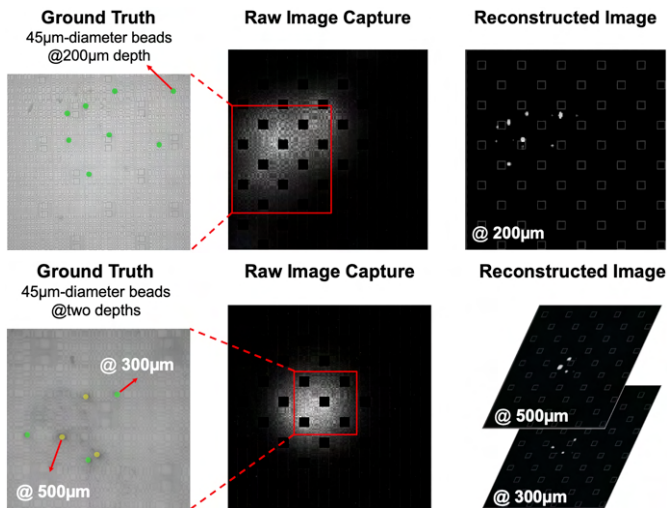 Ground Truth
45µm-diameter beads
@200µm depth
Raw Image Capture
Reconstructed Image
@ 200µm
Ground Truth
45µm-diameter beads
@two depths
Raw Image Capture
Reconstructed Image
@ 300µm
@ 500µm
@ 500µm
@ 300µm